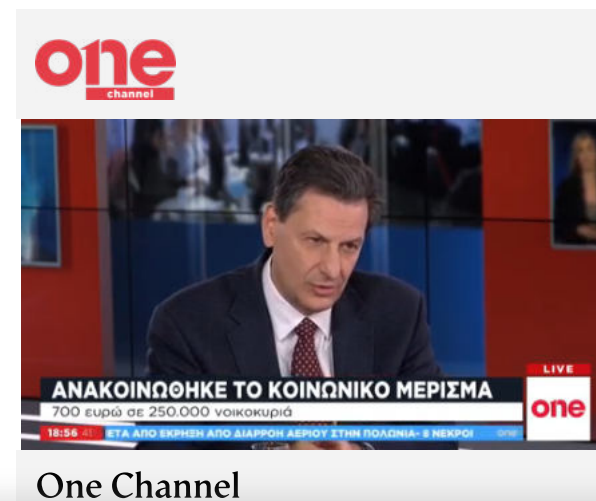 one
channel
ΑΝΑΚΟΙΝΩΘΗΚΕ ΤΟ ΚΟΙΝΩΝΙΚΟ ΜΕΡΙΣΜΑ
700 ευρώ σε 250.000 νοικοκυριά
LIVE
one
18:56 ΕΤΑ ΑΠΟ ΕΚΡΗΞΗ ΑΠΟ ΔΙΑΡΡΟΗ ΑΕΡΙΟΥ ΣΤΗΝ ΠΟΛΩΝΙΑ- 8 ΝΕΚΡΟΙ one
One Channel